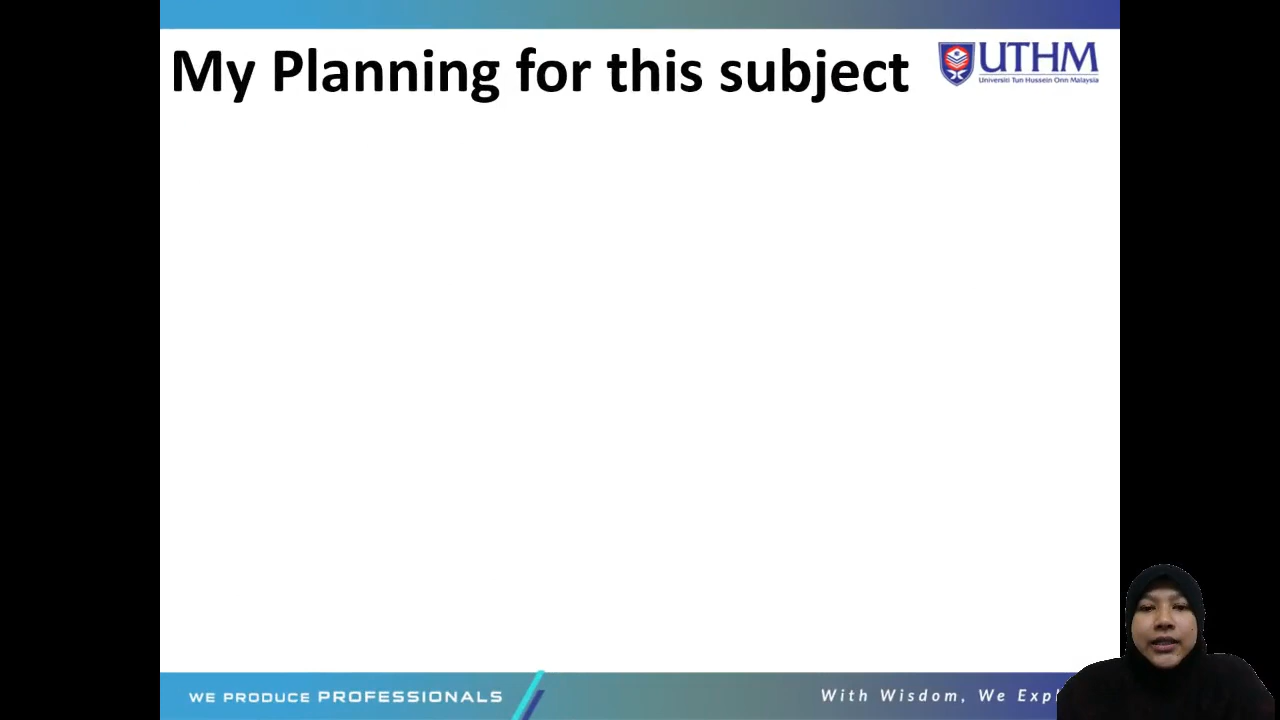 My Planning for this subject
UTHM
Universiti Tun Hussein Onn Malaysia
WE PRODUCE PROFESSIONALS
With Wisdom, We Expl